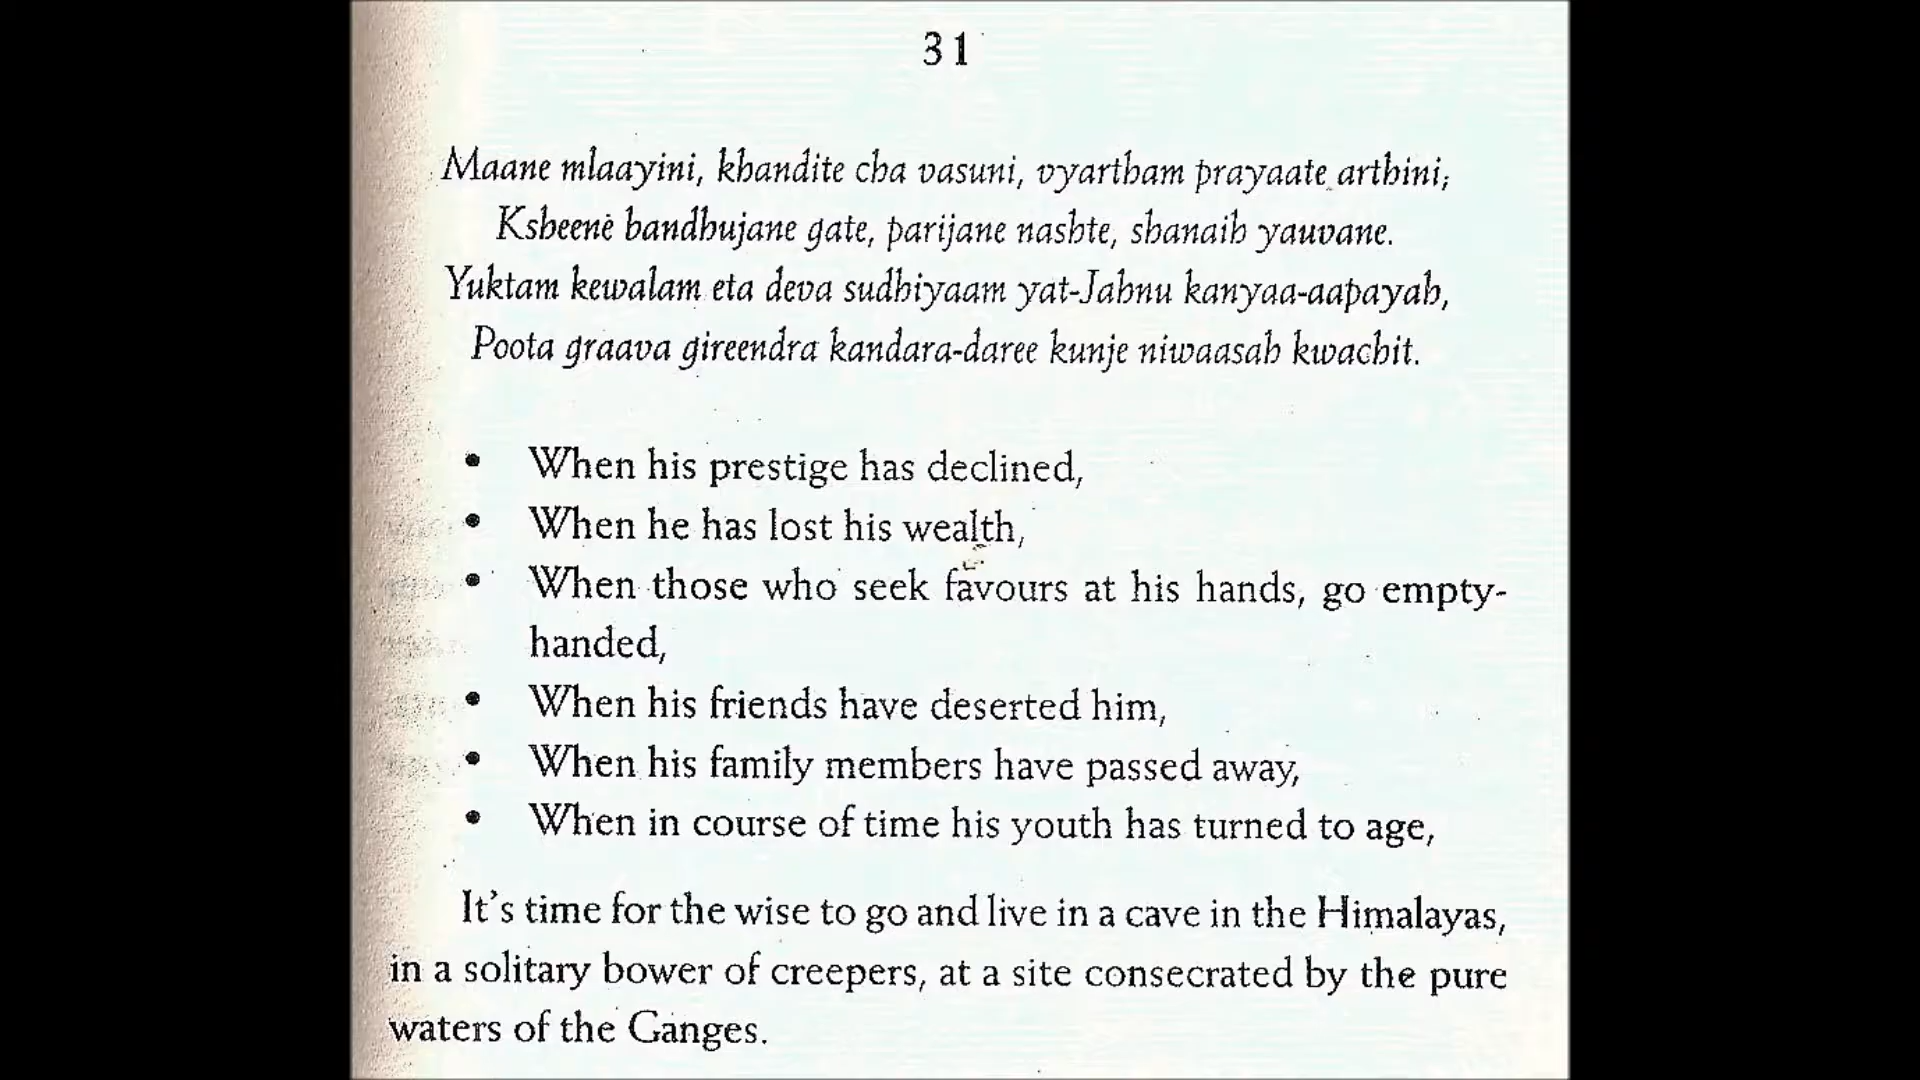 31
Maane mlaayini, khandite cha vasuni, vyartham prayaate arthini;
Ksheene bandhujane gate, parijane nashte, shanaih yauvane.
Yuktam kewalam eta deva sudhiyaam yat-Jahnu kanyaa-aapayah,
Poota graava gireendra kandara-daree kunje niwaasah kwachit.
• When his prestige has declined,
• When he has lost his wealth,
• When those who seek favours at his hands, go empty-
handed,
• When his friends have deserted him,
• When his family members have passed away,
• When in course of time his youth has turned to age,
It's time for the wise to go and live in a cave in the Himalayas,
in a solitary bower of creepers, at a site consecrated by the pure
waters of the Ganges.